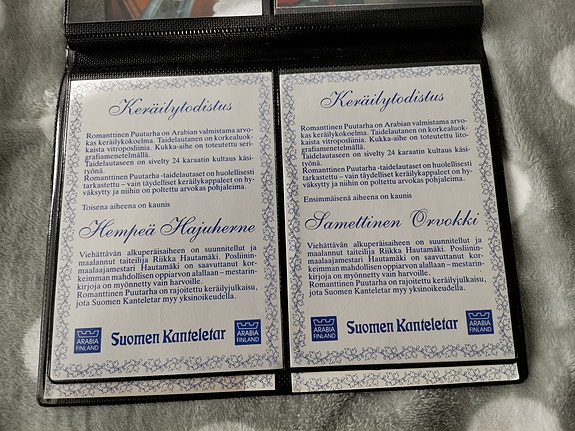 Keräilytodistus
Romanttinen Puutarha on Arabian valmistama arvo-
kas keräilykokoelma. Taidelautanen on korkealuok-
kaista vitroposliinia. Kukka-aihe on toteutettu seri-
grafiamenetelmällä.
Taidelautaseen on sivelty 24 karaatin kultaus käsi-
työnä.
Romanttinen Puutarha -taidelautaset on huolellisesti
tarkastettu – vain täydelliset keräilykappaleet on hy-
väksytty ja niihin on poltettu arvokas pohjaleima.
Toisena aiheena on kaunis
Hempeä Hajuherne
Viehättävän alkuperäisaiheen on suunnitellut ja
maalannut taiteilija Riikka Hautamäki. Posliinin-
maalaajamestari Hautamäki on saavuttanut kor-
keimman mahdollisen oppiarvon alallaan – mestarin-
kirjoja on myönnetty vain harvoille.
Romanttinen Puutarha on rajoitettu keräilyjulkaisu,
jota Suomen Kanteletar myy yksinoikeudella.
ARABIA
FINLAND
Suomen Kanteletar
ARABIA
FINLAND
Keräilytodistus
Romanttinen Puutarha on Arabian valmistama arvo-
kas keräilykokoelma. Taidelautanen on korkealuok-
kaista vitroposliinia. Kukka-aihe on toteutettu lito-
grafiamenetelmällä.
Taidelautaseen on sivelty 24 karaatin kultaus käsi-
työnä.
Romanttinen Puutarha -taidelautaset on huolellisesti
tarkastettu – vain täydelliset keräilykappaleet on hy-
väksytty ja niihin on poltettu arvokas pohjaleima.
Ensimmäisenä aiheena on kaunis
Samettinen Orvokki
Viehättävän alkuperäisaiheen on suunnitellut ja
maalannut taiteilija Riikka Hautamäki. Posliinin-
maalaajamestari Hautamäki on saavuttanut kor-
keimman mahdollisen oppiarvon alallaan – mestarin-
kirjoja on myönnetty vain harvoille.
Romanttinen Puutarha on rajoitettu keräilyjulkaisu,
jota Suomen Kanteletar myy yksinoikeudella.
ARABIA
FINLAND
Suomen Kanteletar
ARABIA
FINLAND